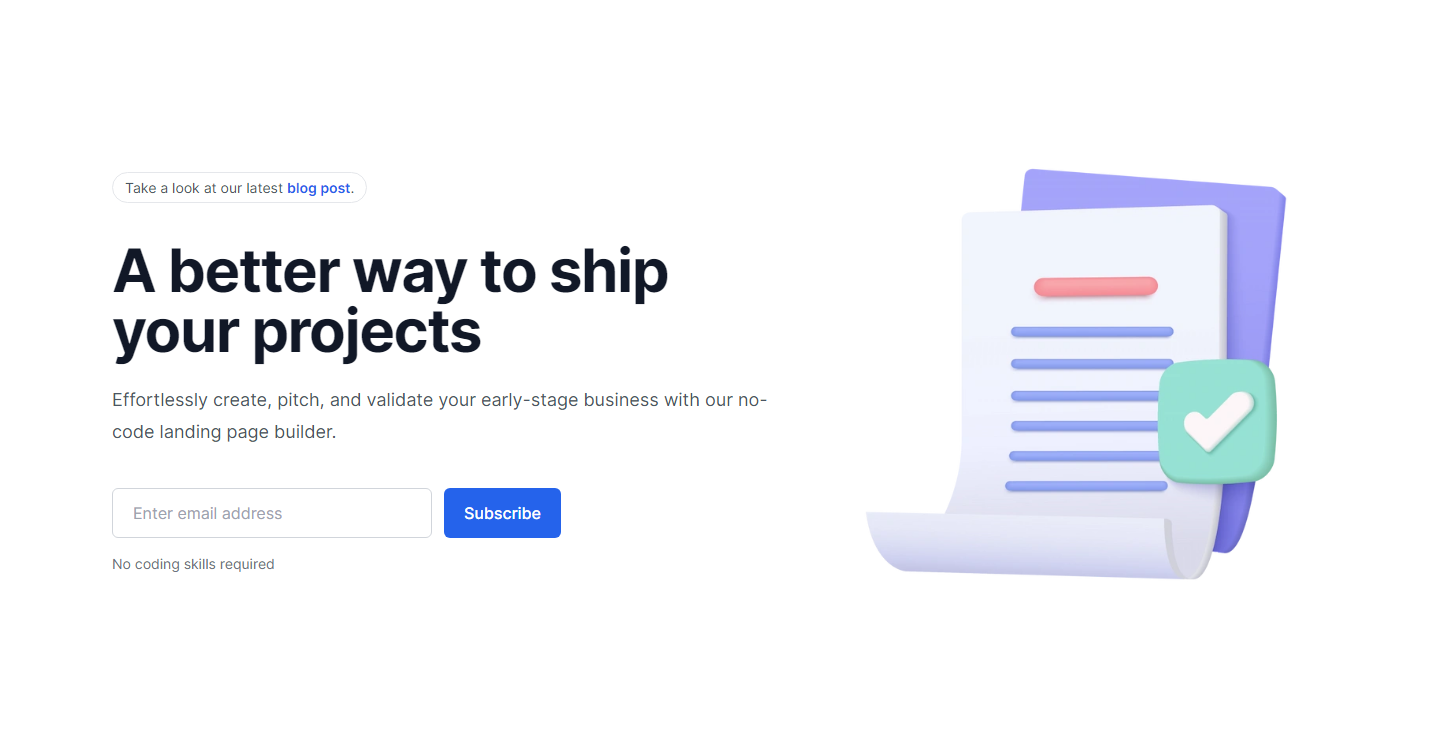 Take a look at our latest blog post.
A better way to ship
your projects
Effortlessly create, pitch, and validate your early-stage business with our no-
code landing page builder.
Enter email address
Subscribe
No coding skills required